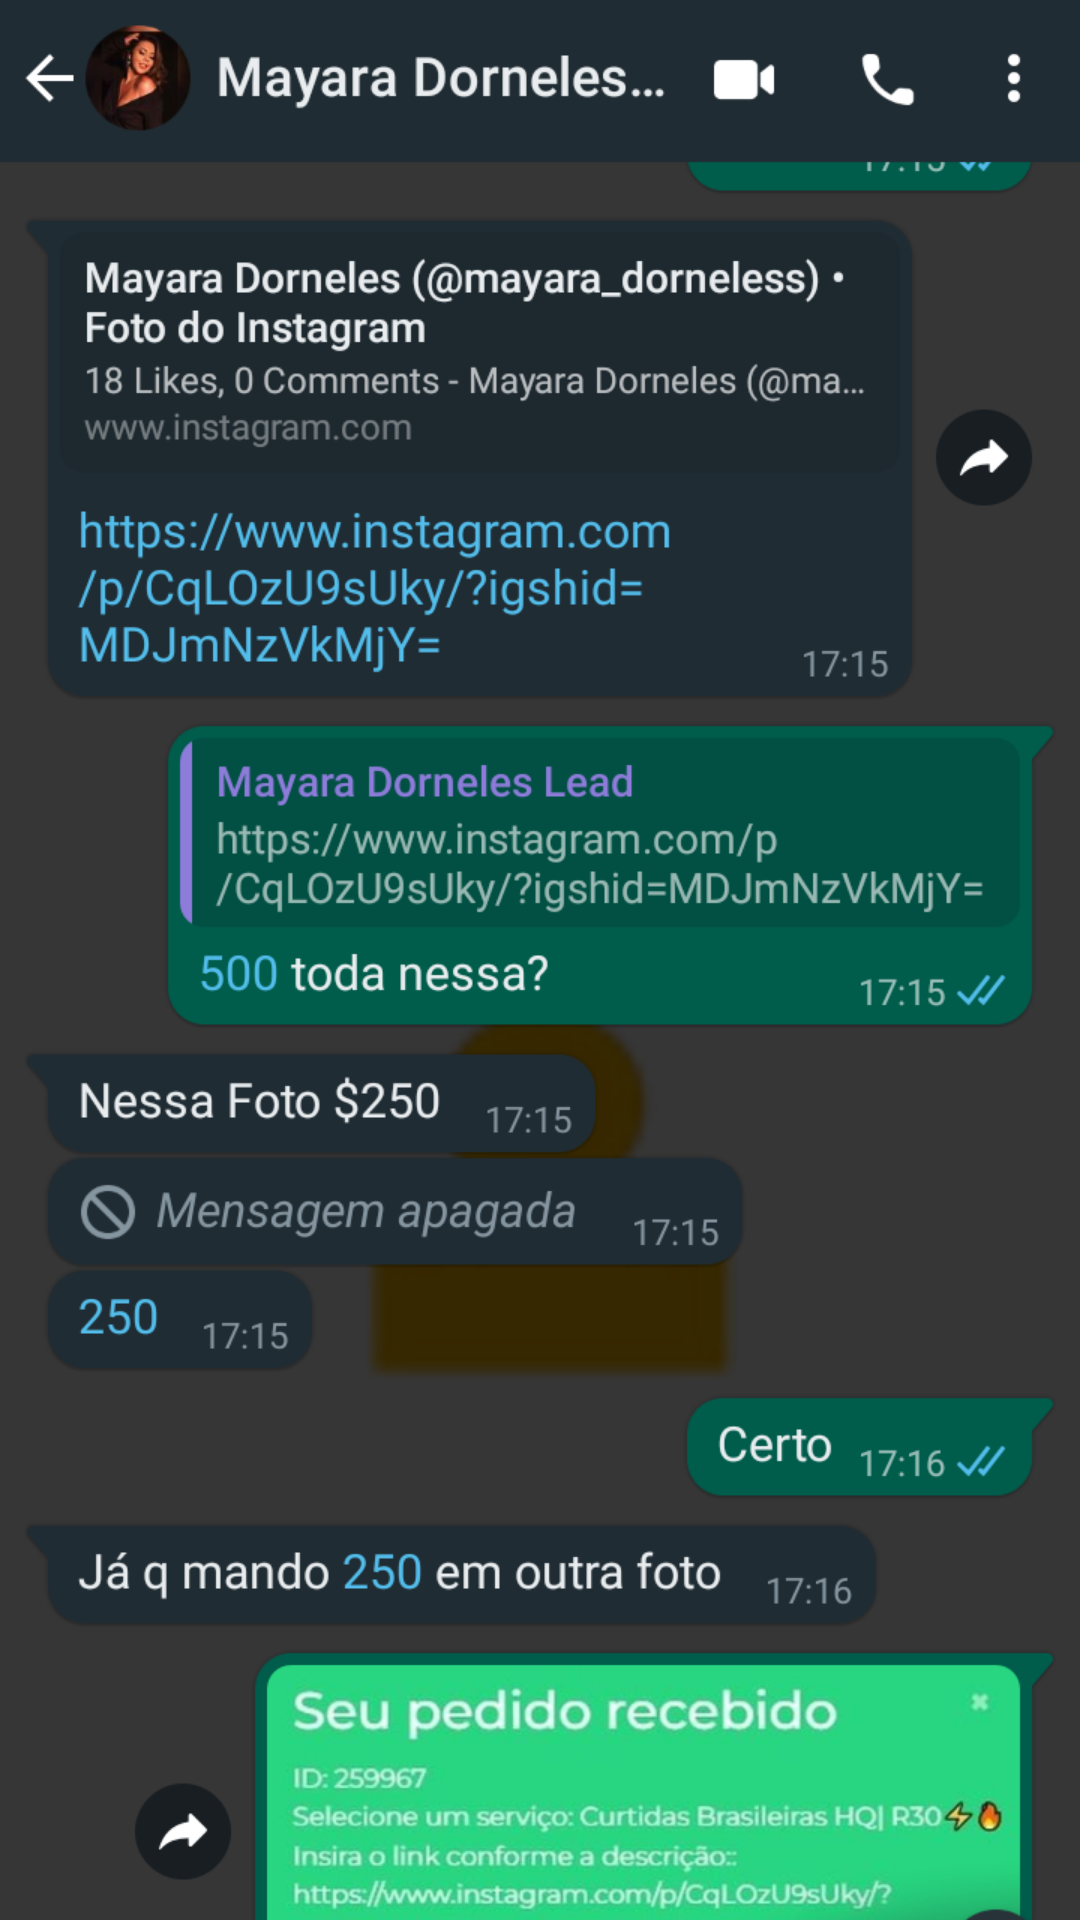 Mayara Dorneles...
17:15
Mayara Dorneles (@mayara_dorneless) •
Foto do Instagram
18 Likes, 0 Comments - Mayara Dorneles (@ma...
www.instagram.com
https://www.instagram.com
/p/CqLOzU9sUky/?igshid=
MDJmNzVkMjY=
17:15
Mayara Dorneles Lead
https://www.instagram.com/p
/CqLOzU9sUky/?igshid=MDJmNzVkMjY=
500 toda nessa?
17:15
Nessa Foto $250
17:15
Mensagem apagada
17:15
250
17:15
Certo
17:16
Já q mando 250 em outra foto
17:16
Seu pedido recebido
ID: 259967
Selecione um serviço: Curtidas Brasileiras HQ| R30⚡🔥
Insira o link conforme a descrição::
https://www.instagram.com/p/CqLOzU9sUky/?